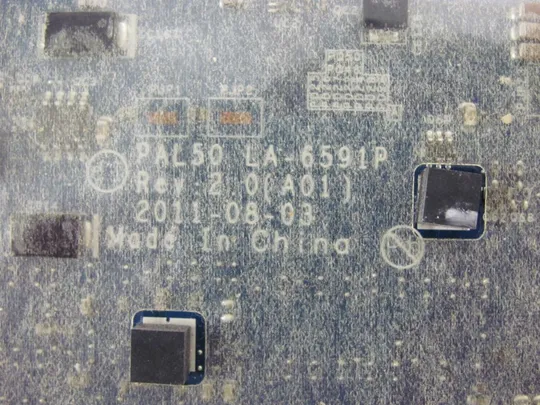 PAL50 LA-6591P
Rev:2.0(A01)
2011-08-03
Made In China